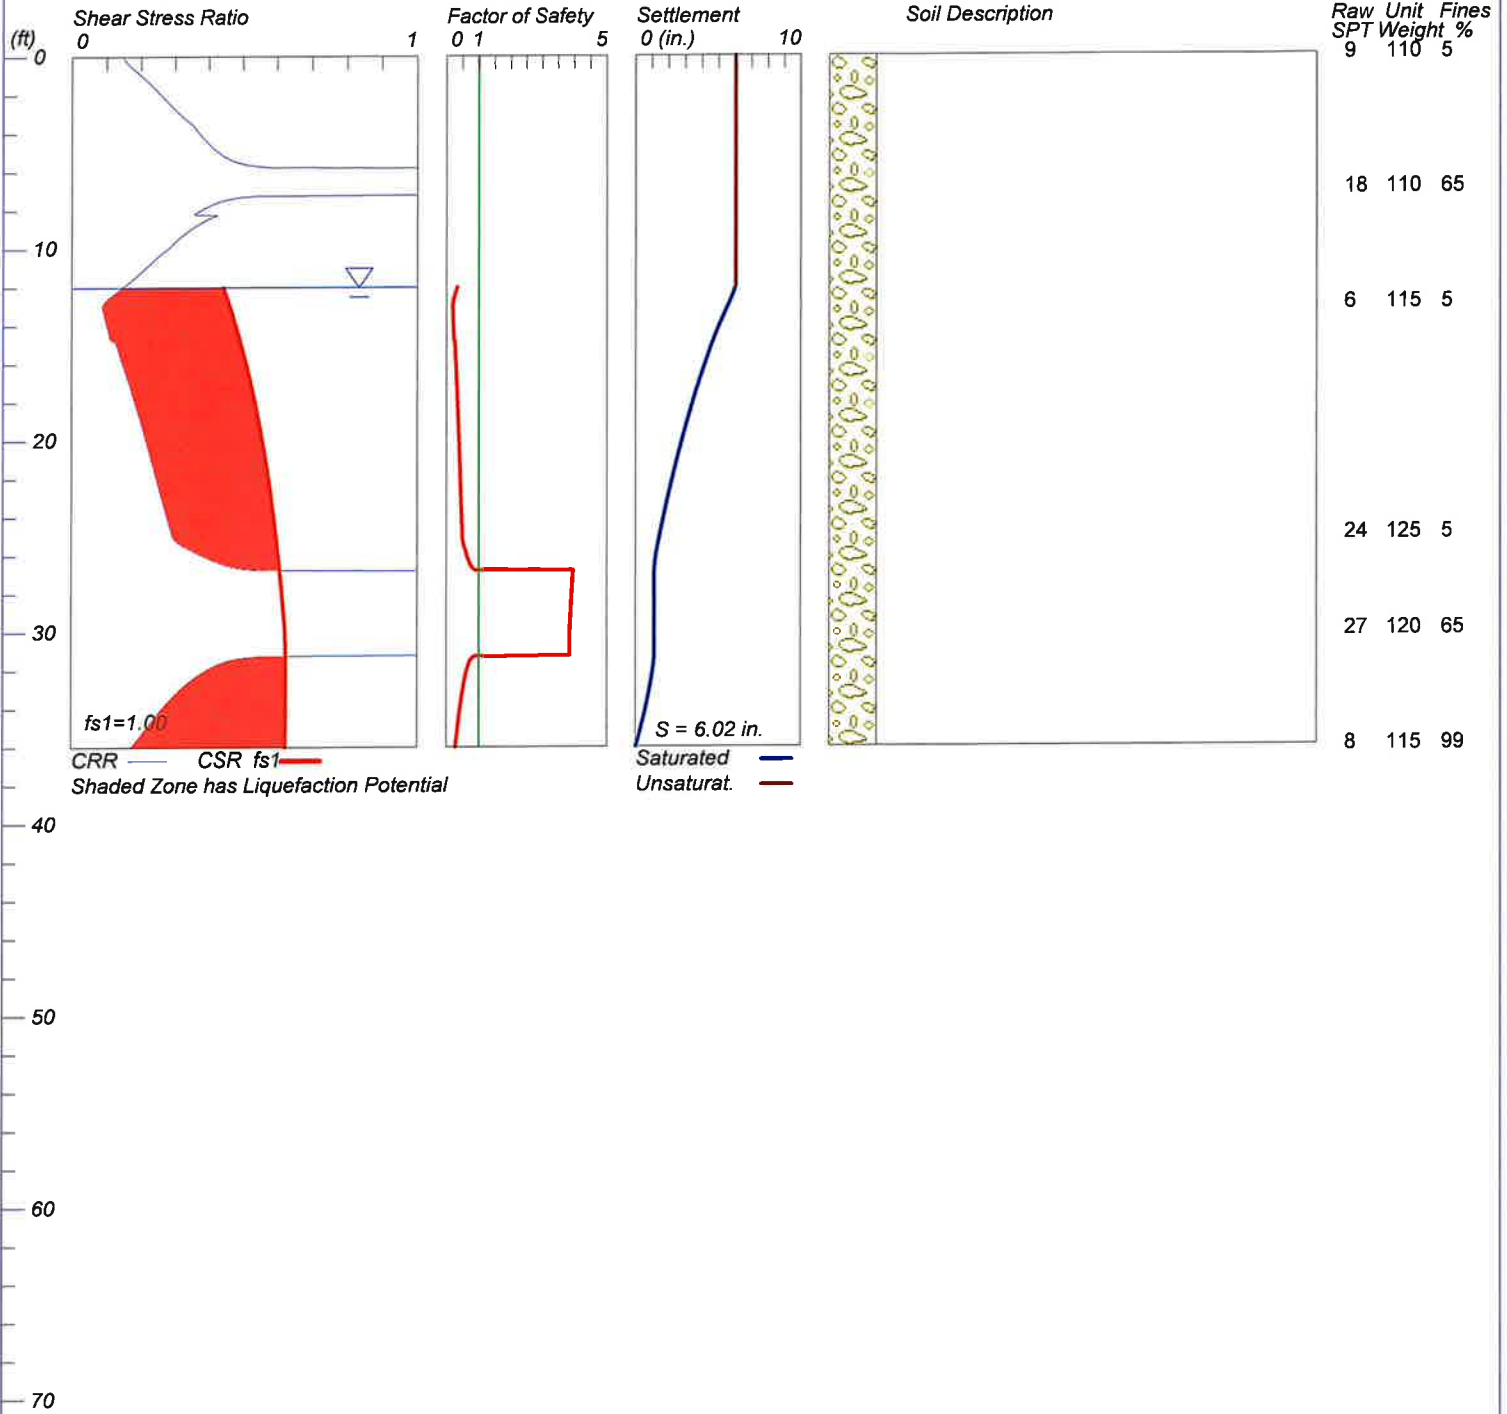 Shear Stress Ratio Factor of Safety Settlement Soil Description Raw Unit Fines
(ft) 0 1 0 1 5 0 (in.) 10 SPT Weight %
0 9 110 5
18 110 65
10
6 115 5
20
24 125 5
30 27 120 65
fs1=1.00 S = 6.02 in. 8 115 99
CRR CSR fs1 Saturated
Shaded Zone has Liquefaction Potential Unsaturat.
40
50
60
70